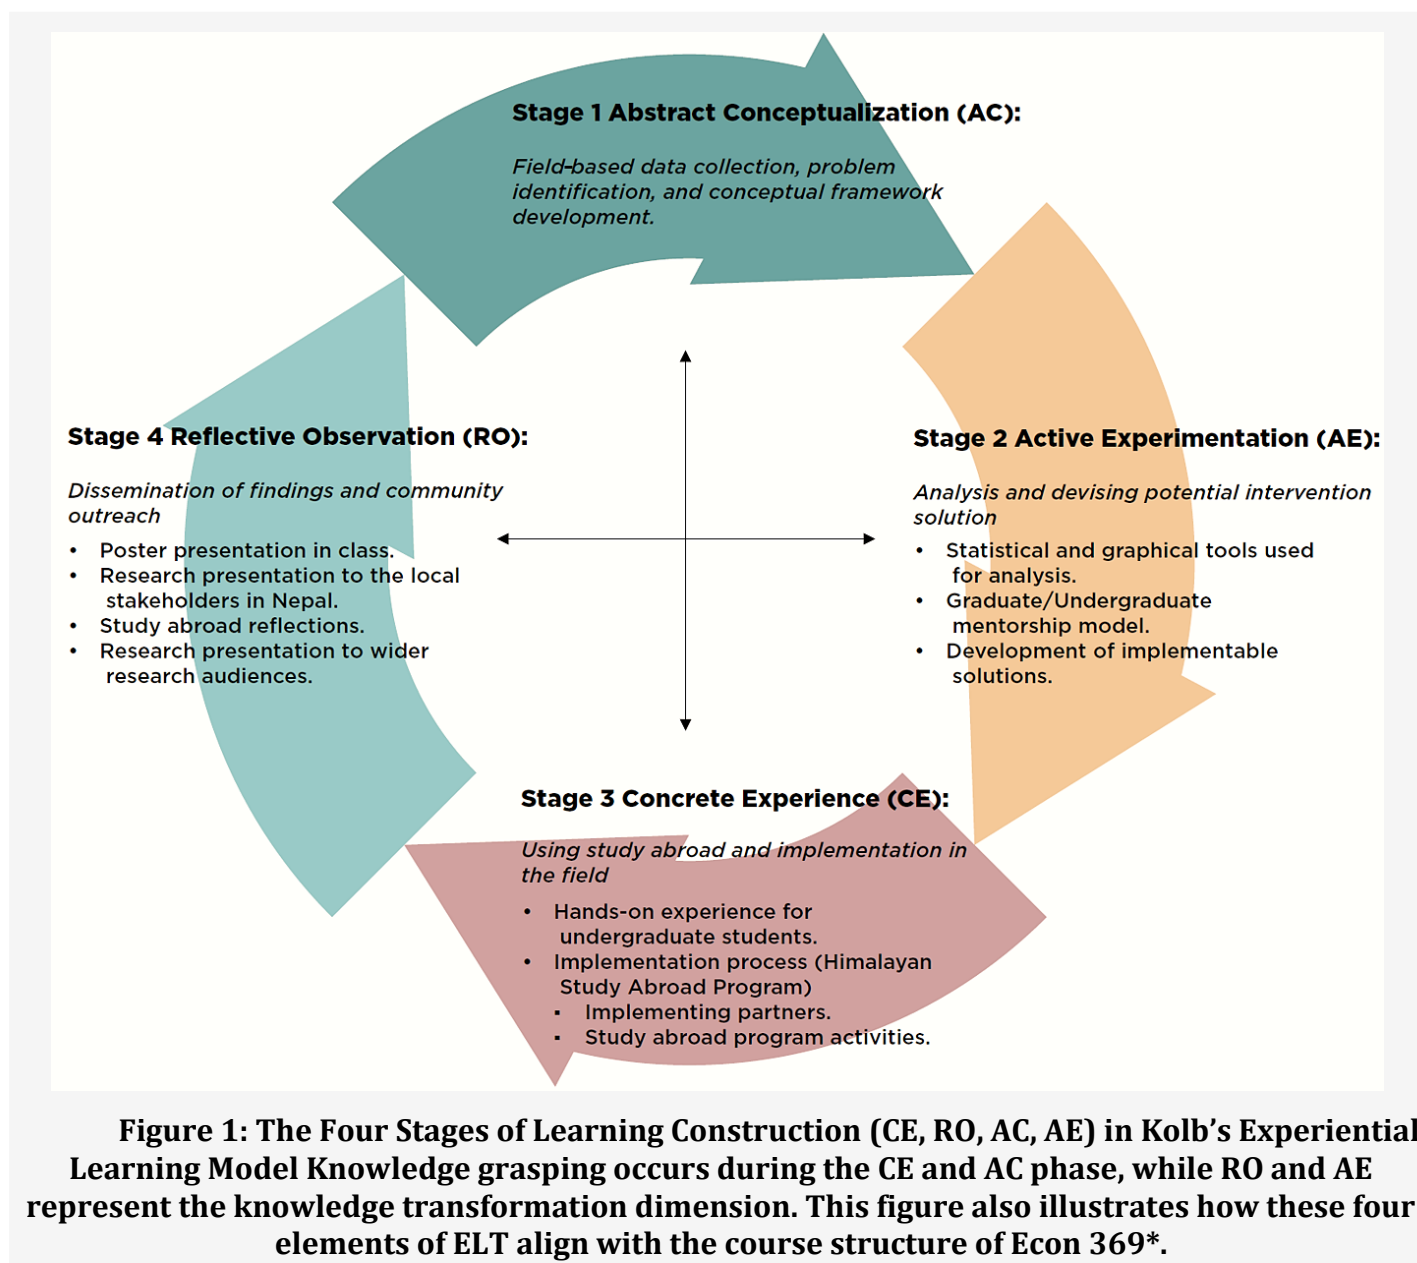 Stage 1 Abstract Conceptualization (AC):
Field-based data collection, problem
identification, and conceptual framework
development.
Stage 4 Reflective Observation (RO):
Dissemination of findings and community
outreach
• Poster presentation in class.
• Research presentation to the local
stakeholders in Nepal.
• Study abroad reflections.
• Research presentation to wider
research audiences.
Stage 2 Active Experimentation (AE):
Analysis and devising potential intervention
solution
• Statistical and graphical tools used
for analysis.
• Graduate/Undergraduate
mentorship model.
• Development of implementable
solutions.
Stage 3 Concrete Experience (CE):
Using study abroad and implementation in
the field
• Hands-on experience for
undergraduate students.
• Implementation process (Himalayan
Study Abroad Program)
▪ Implementing partners.
▪ Study abroad program activities.
Figure 1: The Four Stages of Learning Construction (CE, RO, AC, AE) in Kolb’s Experiential
Learning Model Knowledge grasping occurs during the CE and AC phase, while RO and AE
represent the knowledge transformation dimension. This figure also illustrates how these four
elements of ELT align with the course structure of Econ 369*.